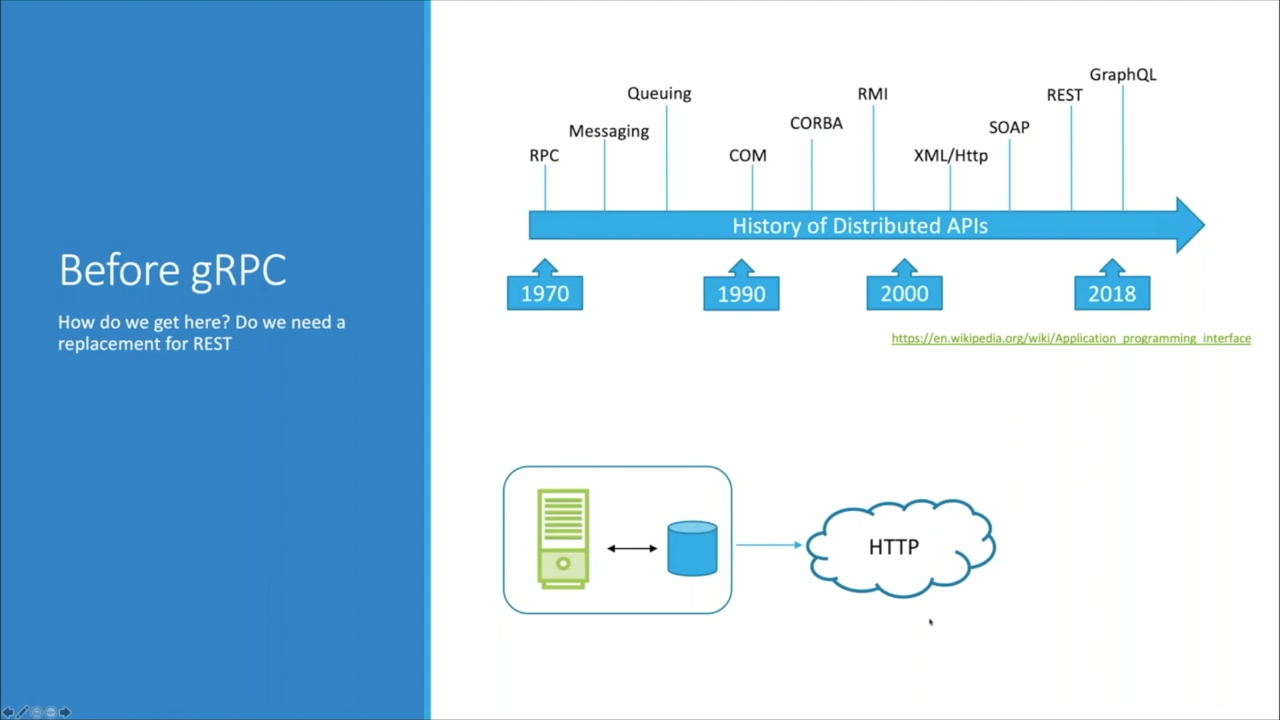 Before gRPC
How do we get here? Do we need a
replacement for REST
GraphQL
Queuing
RMI
REST
Messaging
CORBA
SOAP
RPC
COM
XML/Http
History of Distributed APIs
1970
1990
2000
2018
https://en.wikipedia.org/wiki/Application_programming_interface
HTTP